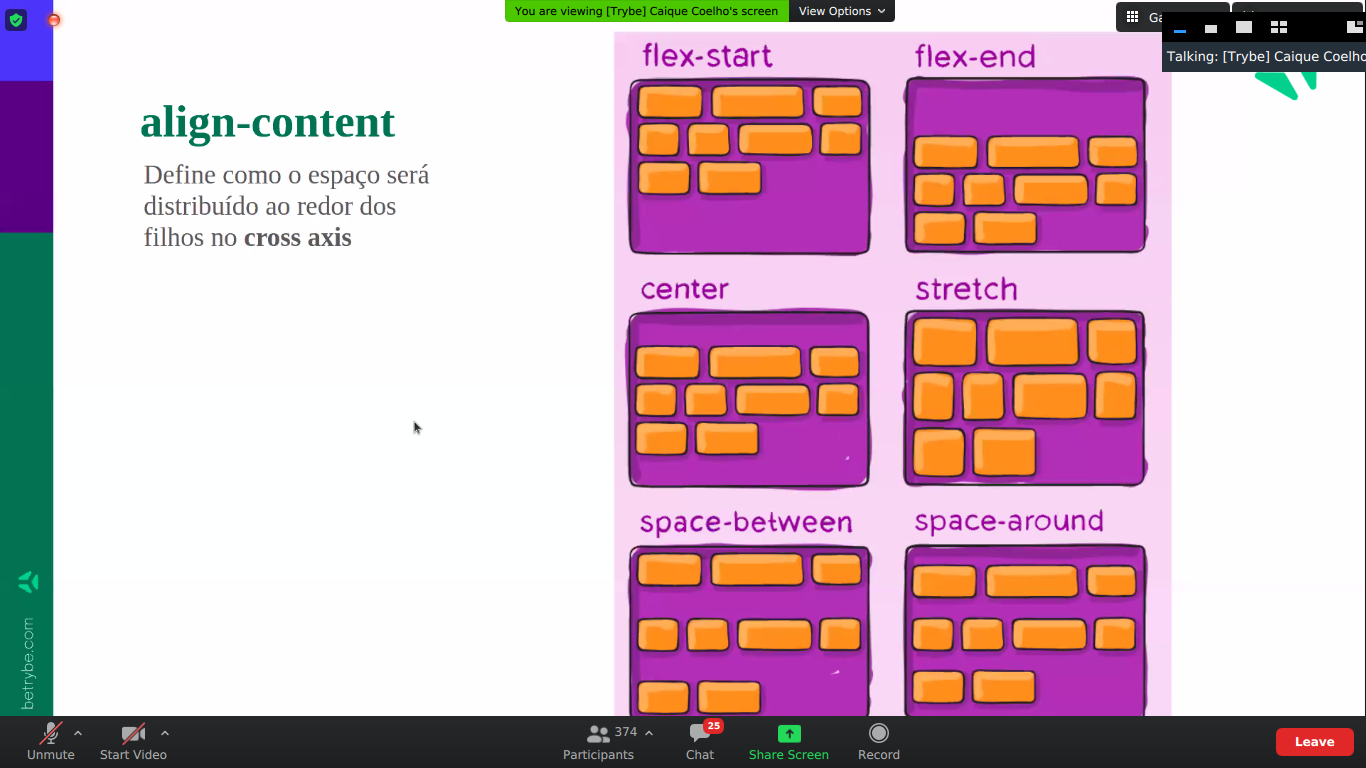 You are viewing [Trybe] Caique Coelho's screen
View Options
Talking: [Trybe] Caique Coelho
align-content
Define como o espaço será
distribuído ao redor dos
filhos no cross axis
flex-start
flex-end
center
stretch
space-between
space-around
betrybe.com
Unmute
Start Video
Participants
374
Chat
25
Share Screen
Record
Leave